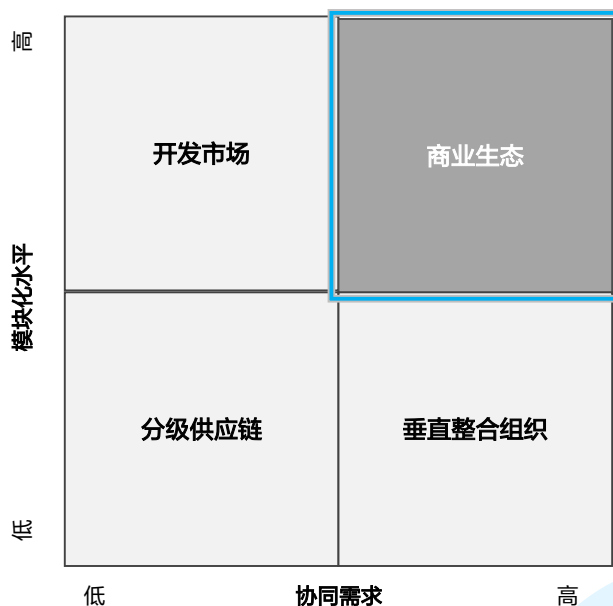 高
开发市场
商业生态
模块化水平
分级供应链
垂直整合组织
低
低
协同需求
高